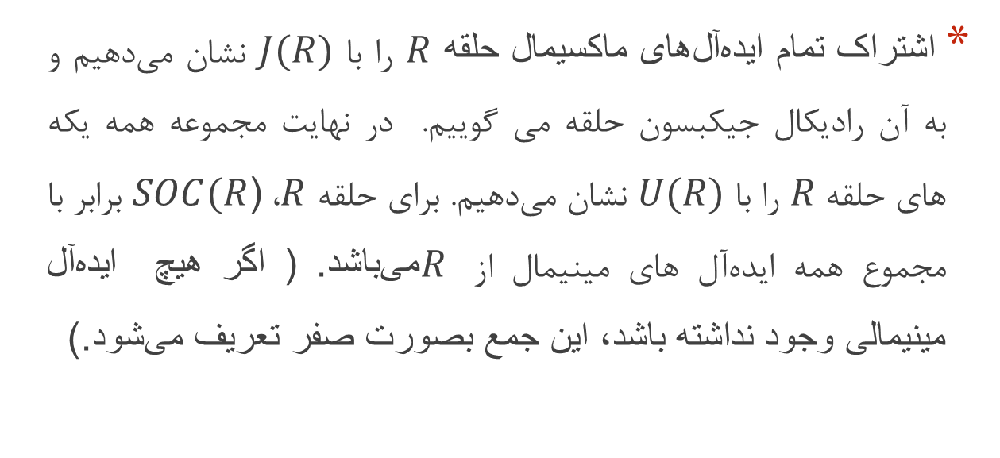 * اشتراک تمام ایده‌آل‌های ماکسیمال حلقه R را با J(R) نشان می‌دهیم و
به آن رادیکال جیکبسون حلقه می گوییم. در نهایت مجموعه همه یکه
های حلقه R را با U(R) نشان می‌دهیم. برای حلقه R، SOC(R) برابر با
مجموع همه ایده‌آل های مینیمال از R می‌باشد. ( اگر هیچ ایده‌آل
مینیمالی وجود نداشته باشد، این جمع بصورت صفر تعریف می‌شود.)